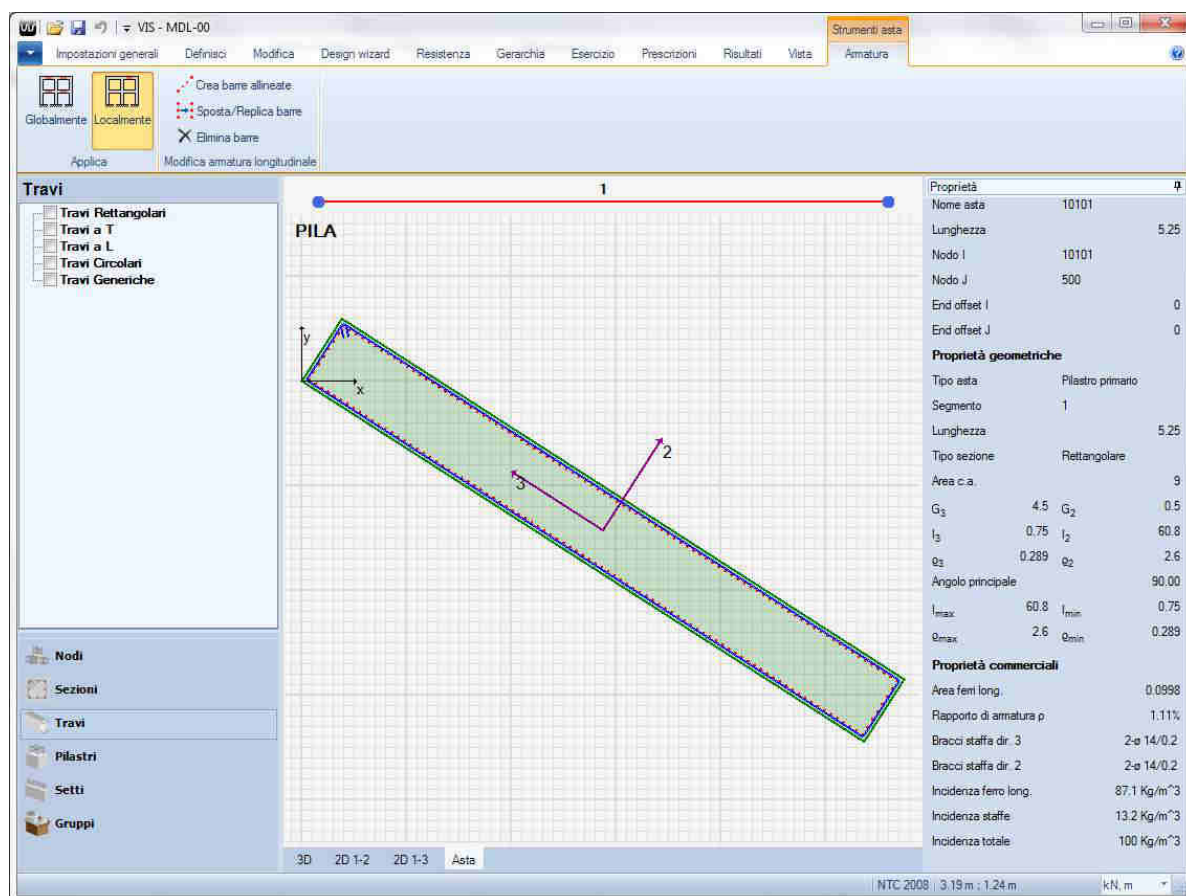 VIS - MDL-00
Strumenti asta
Impostazioni generali Definisci Modifica Design wizard Resistenza Gerarchia Esercizio Prescrizioni Risultati Vista Armatura
Globalmente Localmente
Crea barre allineate
Sposta/Replica barre
Elimina barre
Applica Modifica armatura longitudinale
Travi
Travi Rettangolari
Travi a T
Travi a L
Travi Circolari
Travi Generiche
Nodi
Sezioni
Travi
Pilastri
Setti
Gruppi
1
PILA
y
x
2
3
3D 2D 1-2 2D 1-3 Asta
Proprietà
Nome asta 10101
Lunghezza 5.25
Nodo I 10101
Nodo J 500
End offset I 0
End offset J 0
Proprietà geometriche
Tipo asta Pilastro primario
Segmento 1
Lunghezza 5.25
Tipo sezione Rettangolare
Area c.a. 9
G3 4.5 G2 0.5
I3 0.75 I2 60.8
ϱ3 0.289 ϱ2 2.6
Angolo principale 90.00
Imax 60.8 Imin 0.75
ϱmax 2.6 ϱmin 0.289
Proprietà commerciali
Area ferri long. 0.0998
Rapporto di armatura ρ 1.11%
Bracci staffa dir. 3 2-ø 14/0.2
Bracci staffa dir. 2 2-ø 14/0.2
Incidenza ferro long. 87.1 Kg/m^3
Incidenza staffe 13.2 Kg/m^3
Incidenza totale 100 Kg/m^3
NTC 2008 3.19 m ; 1.24 m kN, m